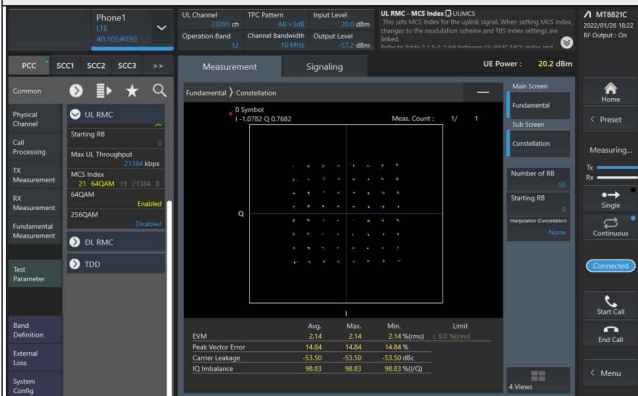 Phone1
LTE
40.105#030
UL Channel 23095 ch
TPC Pattern All +3dB
Input Level 30.0 dBm
Operation Band 12
Channel Bandwidth 10 MHz
Output Level -57.2 dBm
UL RMC - MCS Index ULIMCS
This sets MCS Index for the uplink signal. When setting MCS Index,
changes to the modulation scheme and TBS Index settings are
linked.
MT8821C
2022/01/26 18:22
RF Output : On
PCC SCC1 SCC2 SCC3 >>
Measurement
Signaling
UE Power : 20.2 dBm
Common
Physical
Channel
Call
Processing
TX
Measurement
RX
Measurement
Fundamental
Measurement
Test
Parameter
Band
Definition
External
Loss
System
Config
UL RMC
Starting RB
0
Max UL Throughput
21384 kbps
MCS Index
21 64QAM 19 21384 8
64QAM
Enabled
256QAM
Disabled
DL RMC
TDD
Fundamental Constellation
0 Symbol
I -1.0782 Q 0.7682
Meas. Count : 1/ 1
Q
I
Avg. Max. Min. Limit
EVM 2.14 2.14 2.14 %(rms) ≤ 0.0 %(rms)
Peak Vector Error 14.84 14.84 14.84 %
Carrier Leakage -53.50 -53.50 -53.50 dBc
IQ Imbalance 98.83 98.83 98.83 %(I/Q)
Main Screen
Fundamental
Sub Screen
Constellation
Number of RB
50
Starting RB
0
Interpolation (Constellation)
None
4 Views
Home
< Preset
Measuring...
Tx
Rx
Single
Continuous
Connected
Start Call
End Call
< Menu